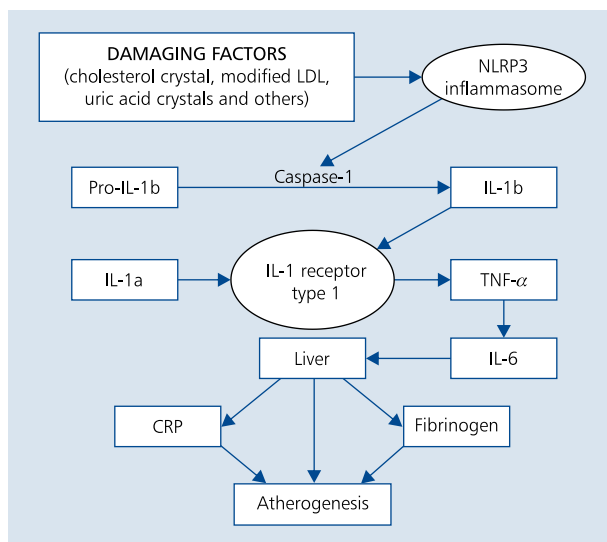 DAMAGING FACTORS
(cholesterol crystal, modified LDL,
uric acid crystals and others)
NLRP3
inflammasome
Caspase-1
Pro-IL-1b
IL-1b
IL-1a
IL-1 receptor
type 1
TNF-α
Liver
IL-6
CRP
Fibrinogen
Atherogenesis